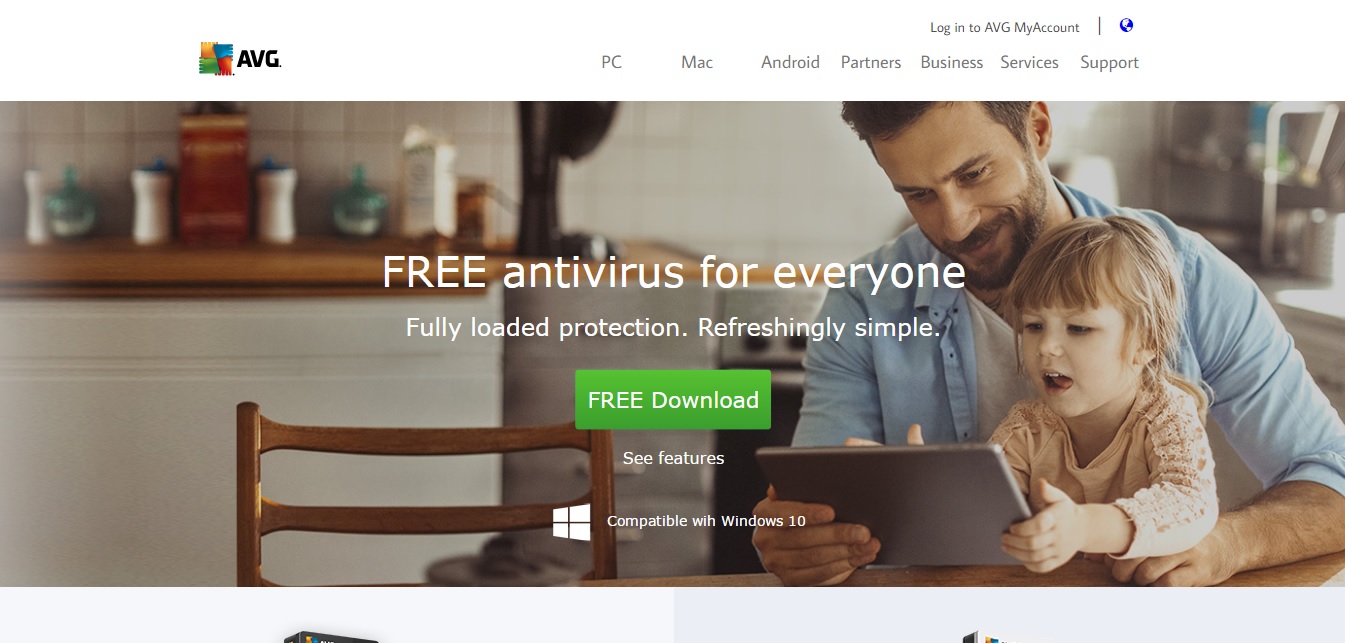 Log in to AVG MyAccount |
AVG.
PC Mac Android Partners Business Services Support
FREE antivirus for everyone
Fully loaded protection. Refreshingly simple.
FREE Download
See features
Compatible wih Windows 10
AVG